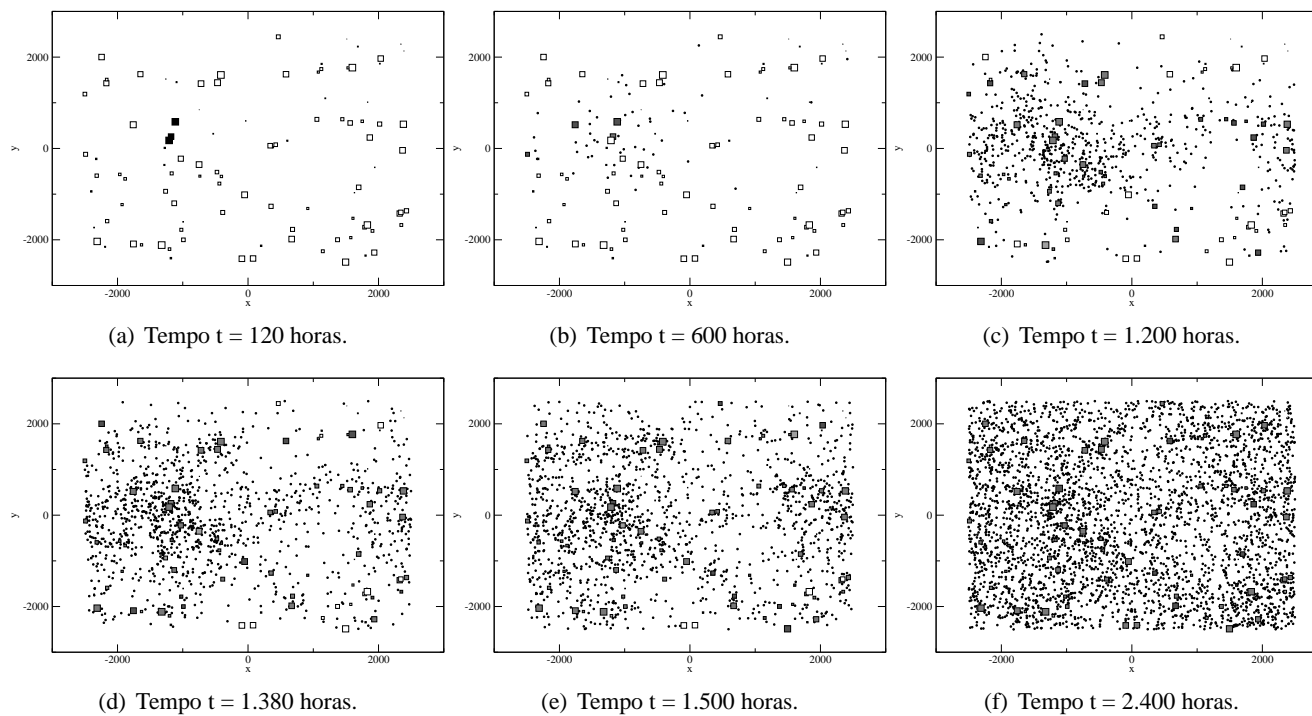 2000
0
-2000
y
-2000
0
2000
x
(a) Tempo t = 120 horas.
2000
0
-2000
y
-2000
0
2000
x
(b) Tempo t = 600 horas.
2000
0
-2000
y
-2000
0
2000
x
(c) Tempo t = 1.200 horas.
2000
0
-2000
y
-2000
0
2000
x
(d) Tempo t = 1.380 horas.
2000
0
-2000
y
-2000
0
2000
x
(e) Tempo t = 1.500 horas.
2000
0
-2000
y
-2000
0
2000
x
(f) Tempo t = 2.400 horas.